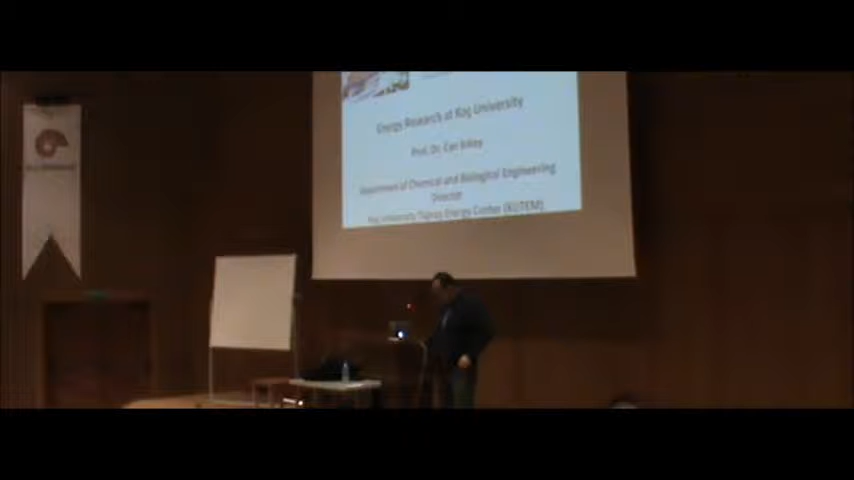 Energy Research at Koç University
Prof. Dr. Can Erkey
Department of Chemical and Biological Engineering
Director
Koç University Tüpraş Energy Center (KUTEM)